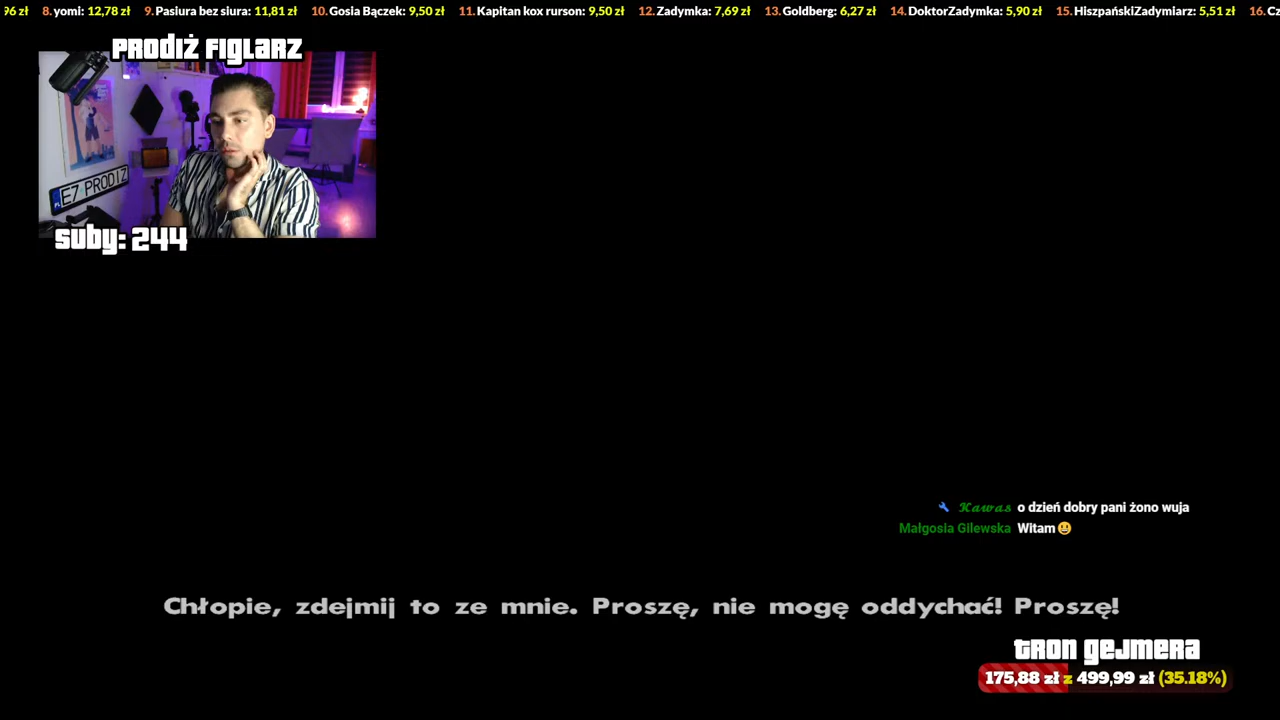 96 zł 8. yomi: 12,78 zł 9. Pasiura bez siura: 11,81 zł 10. Gosia Bączek: 9,50 zł 11. Kapitan kox rurson: 9,50 zł 12. Zadymka: 7,69 zł 13. Goldberg: 6,27 zł 14. DoktorZadymka: 5,90 zł 15. HiszpańskiZadymiarz: 5,51 zł 16. Cz
PRODIŻ FIGLARZ
E7 PRODIZ
suby: 244
Kawas o dzień dobry pani żono wuja
Małgosia Gilewska Witam😃
Chłopie, zdejmij to ze mnie. Proszę, nie mogę oddychać! Proszę!
tRON GEJMERA
175,88 zł z 499,99 zł (35.18%)